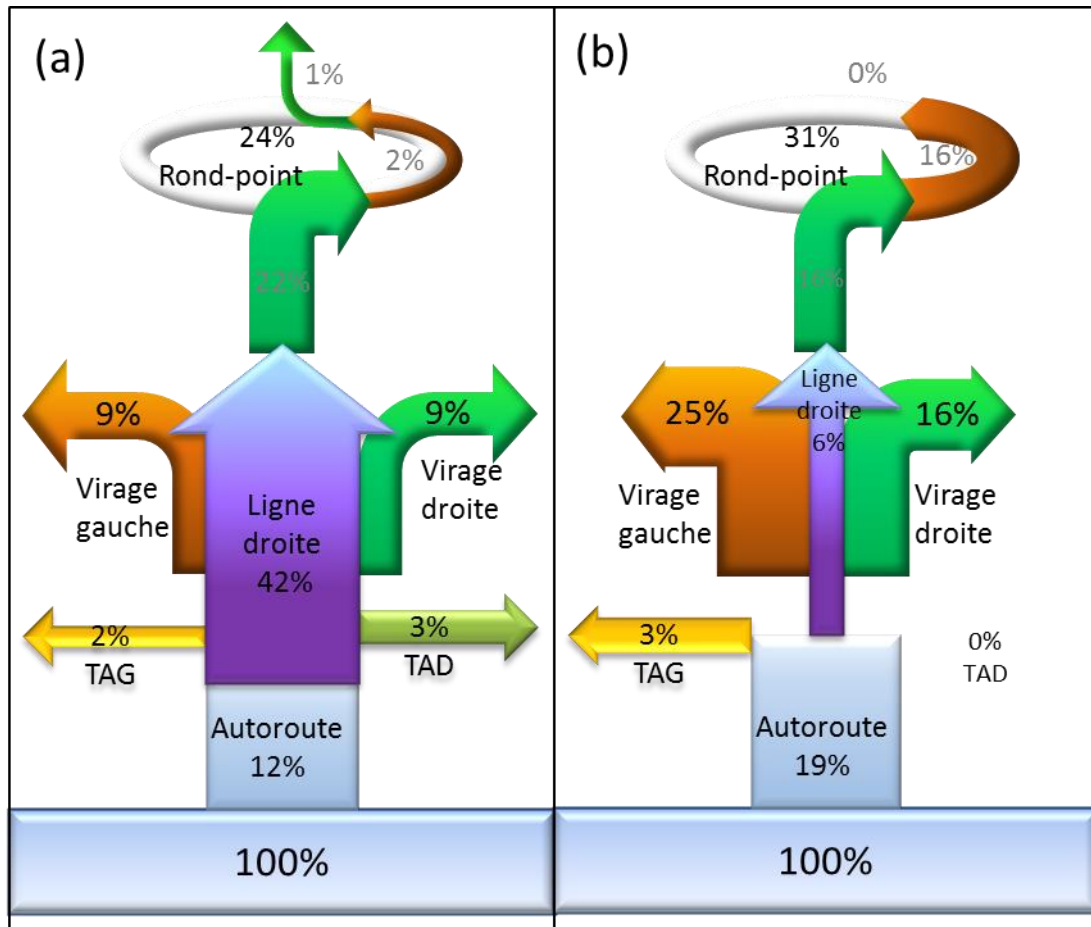 (a)
1%
24%
2%
Rond-point
22%
9%
9%
Virage
gauche
Virage
droite
Ligne
droite
42%
2%
TAG
3%
TAD
Autoroute
12%
100%
(b)
0%
31%
16%
Rond-point
16%
Ligne
droite
6%
25%
16%
Virage
gauche
Virage
droite
3%
TAG
0%
TAD
Autoroute
19%
100%